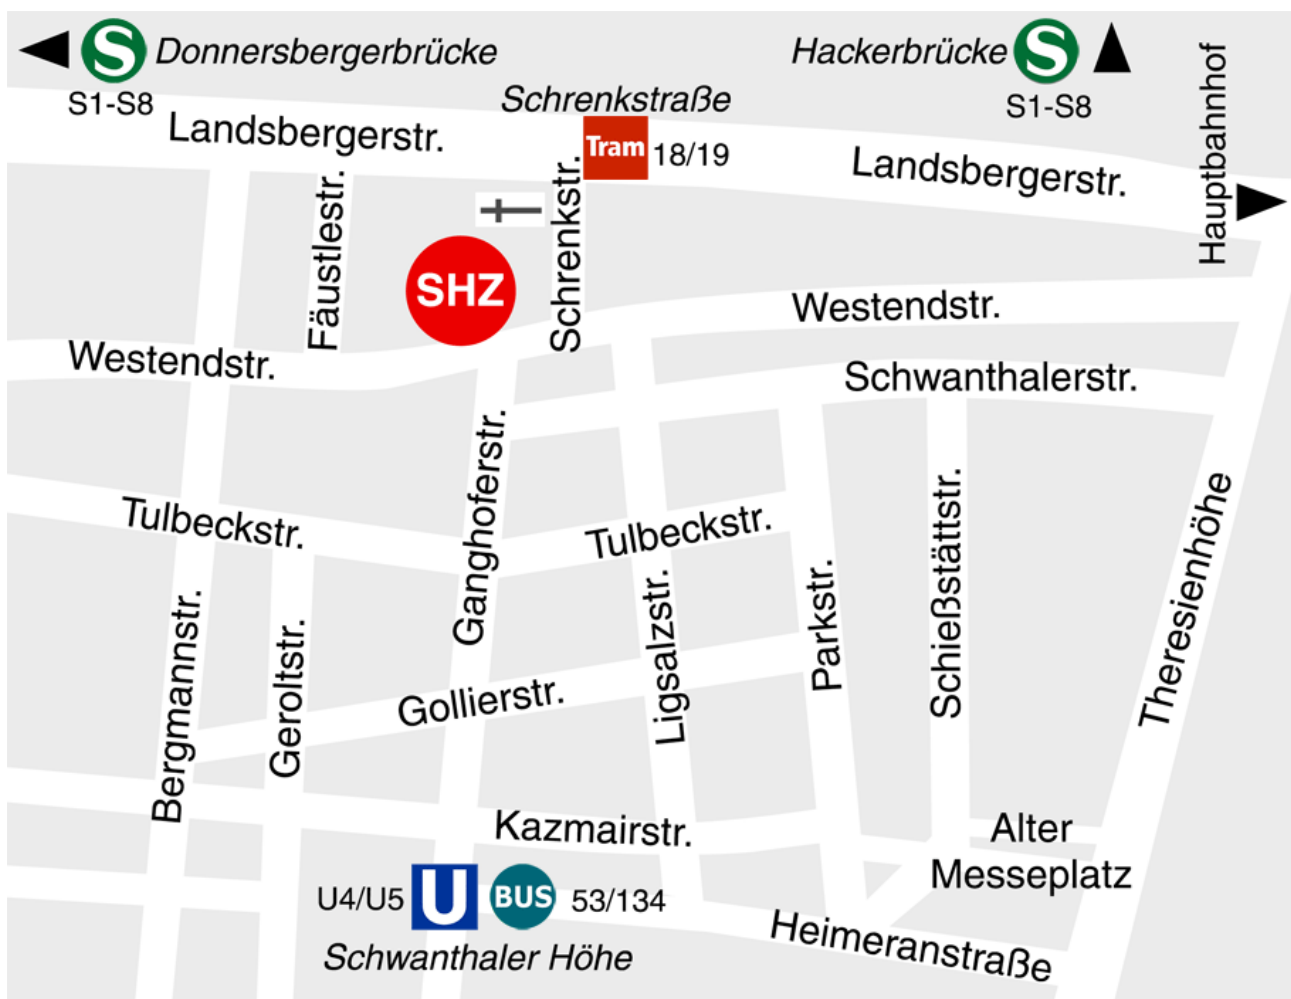 S Donnersbergerbrücke
S1-S8
Hackerbrücke S
S1-S8
Hauptbahnhof
Schrenkstraße
Tram 18/19
Landsbergerstr.
Landsbergerstr.
Fäustlestr.
Schrenkstr.
SHZ
Westendstr.
Westendstr.
Schwanthalerstr.
Ganghoferstr.
Tulbeckstr.
Tulbeckstr.
Schießstättstr.
Theresienhöhe
Bergmannstr.
Geroltstr.
Ligsalzstr.
Parkstr.
Gollierstr.
Kazmairstr.
Alter
Messeplatz
U4/U5 U BUS 53/134
Schwanthaler Höhe
Heimeranstraße